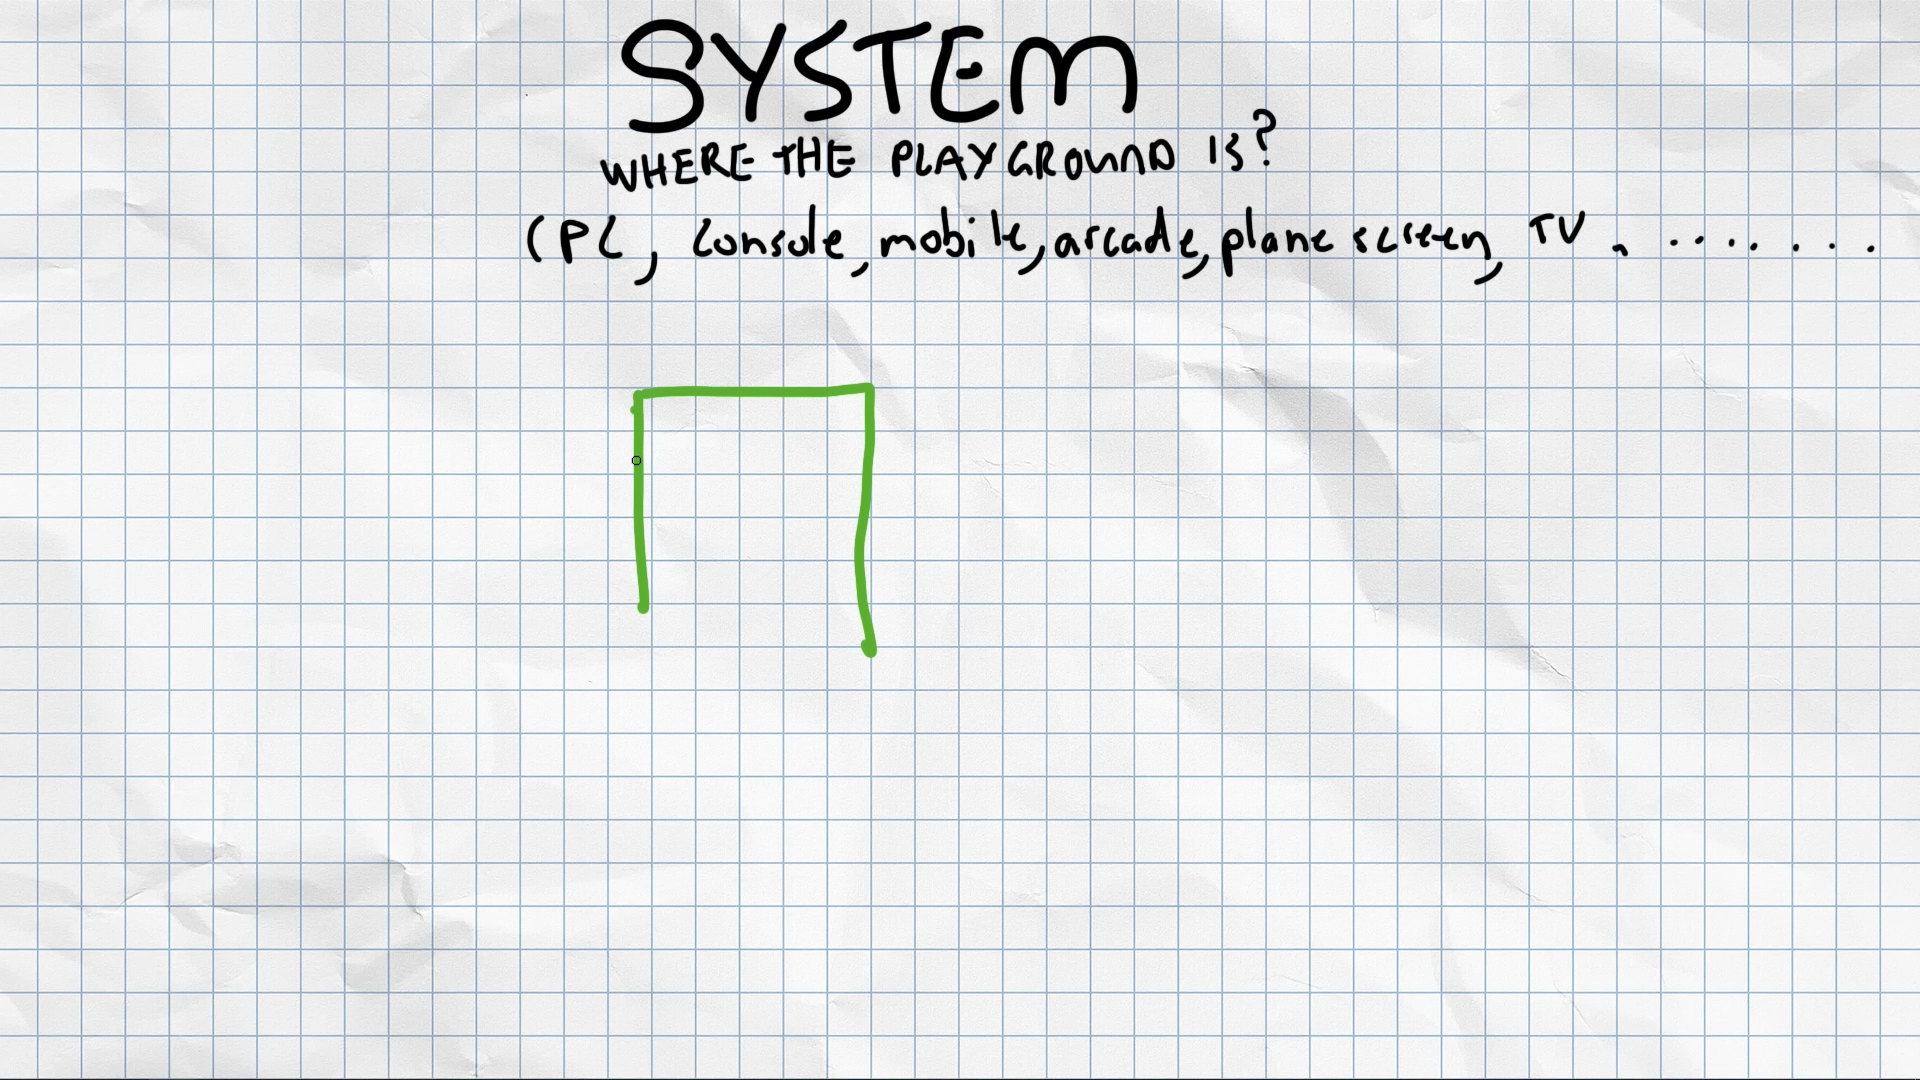 SYSTEM
WHERE THE PLAYGROUND IS?
(PC, console, mobile, arcade, plane screen, TV, .......